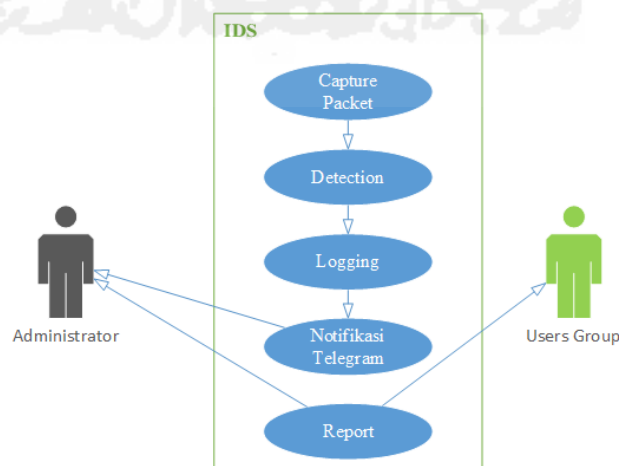 IDS
Capture
Packet
Detection
Logging
Notifikasi
Telegram
Report
Administrator
Users Group